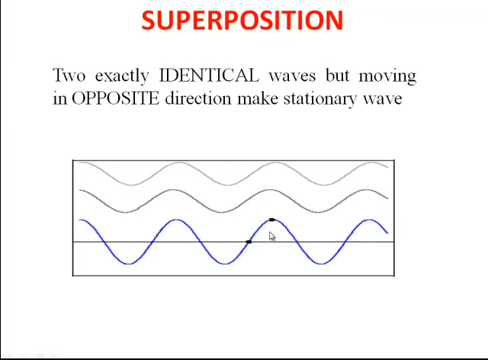 SUPERPOSITION
Two exactly IDENTICAL waves but moving
in OPPOSITE direction make stationary wave